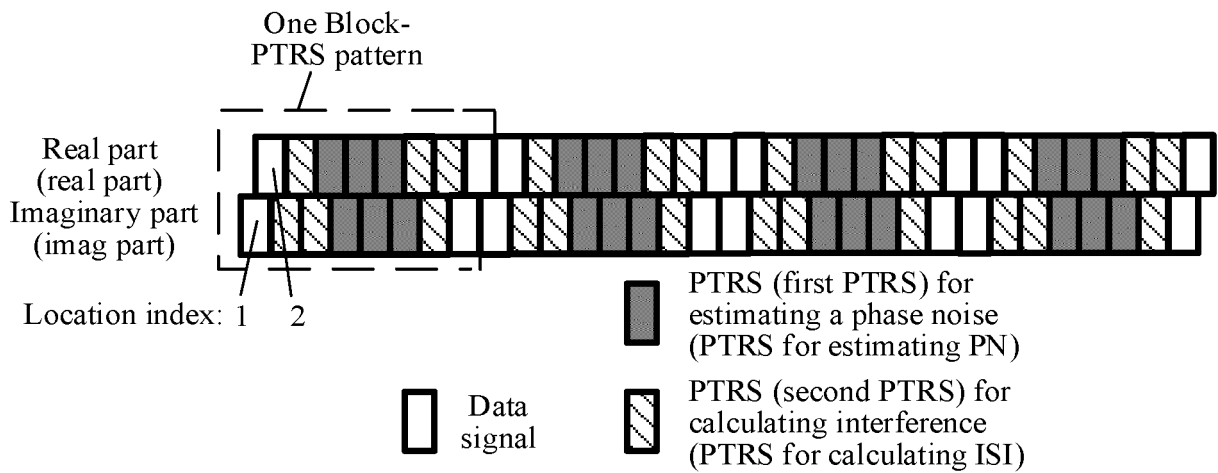 One Block-
PTRS pattern
Real part
(real part)
Imaginary part
(imag part)
Location index: 1 2
PTRS (first PTRS) for
estimating a phase noise
(PTRS for estimating PN)
Data
signal
PTRS (second PTRS) for
calculating interference
(PTRS for calculating ISI)